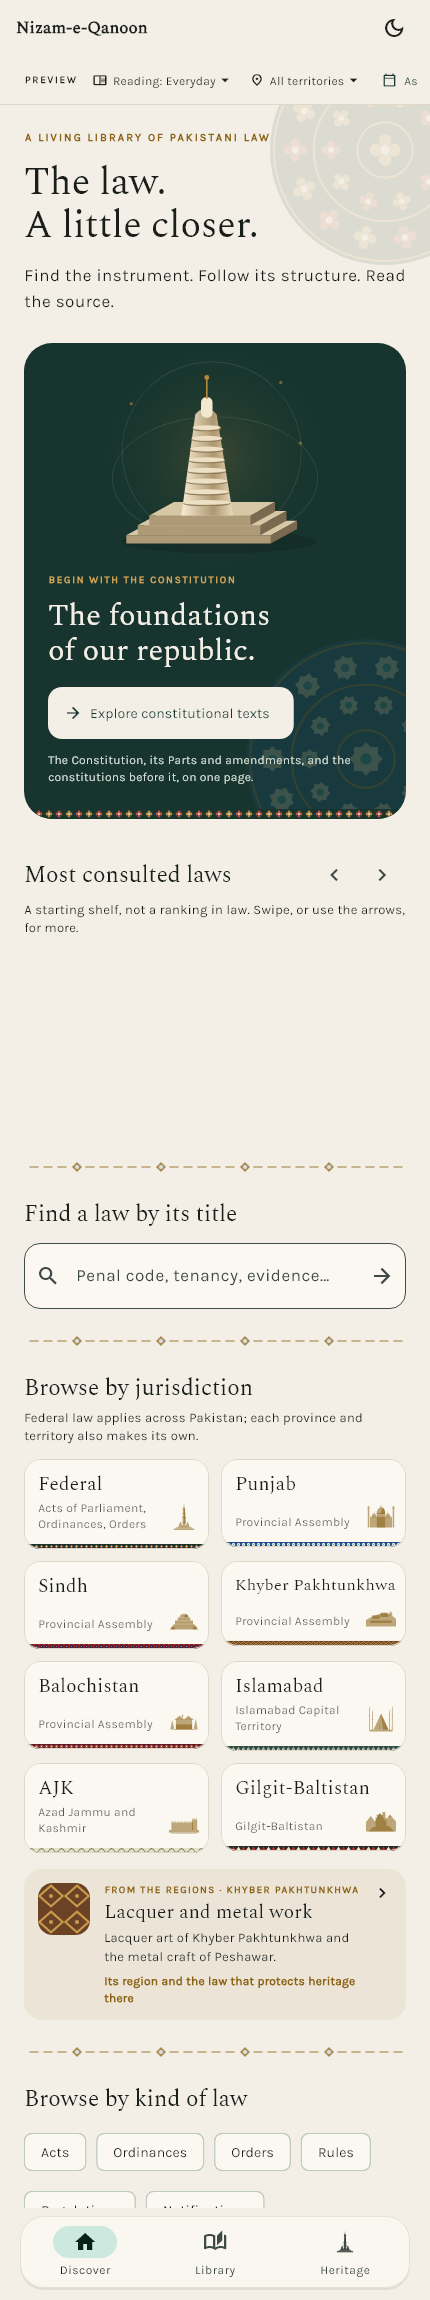 Nizam-e-Qanoon
PREVIEW Reading: Everyday All territories As
A LIVING LIBRARY OF PAKISTANI LAW
The law.
A little closer.
Find the instrument. Follow its structure. Read
the source.
BEGIN WITH THE CONSTITUTION
The foundations
of our republic.
Explore constitutional texts
The Constitution, its Parts and amendments, and the
constitutions before it, on one page.
Most consulted laws
A starting shelf, not a ranking in law. Swipe, or use the arrows,
for more.
Find a law by its title
Penal code, tenancy, evidence...
Browse by jurisdiction
Federal law applies across Pakistan; each province and
territory also makes its own.
Federal
Acts of Parliament,
Ordinances, Orders
Punjab
Provincial Assembly
Sindh
Provincial Assembly
Khyber Pakhtunkhwa
Provincial Assembly
Balochistan
Provincial Assembly
Islamabad
Islamabad Capital
Territory
AJK
Azad Jammu and
Kashmir
Gilgit-Baltistan
Gilgit-Baltistan
FROM THE REGIONS · KHYBER PAKHTUNKHWA
Lacquer and metal work
Lacquer art of Khyber Pakhtunkhwa and
the metal craft of Peshawar.
Its region and the law that protects heritage
there
Browse by kind of law
Acts Ordinances Orders Rules
Discover Library Heritage